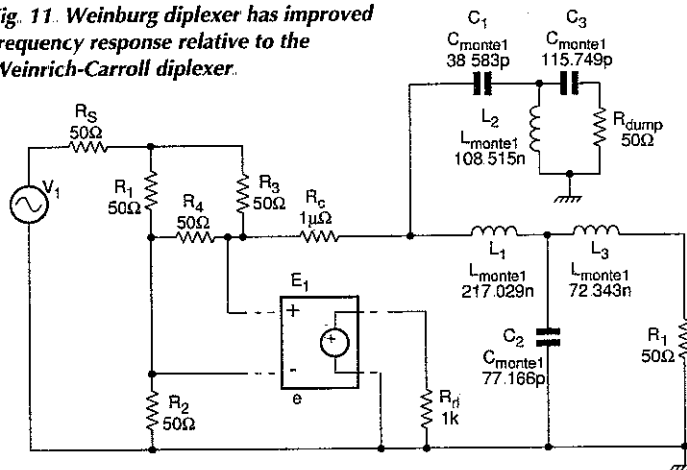 ig. 11. Weinburg diplexer has improved
requency response relative to the
Weinrich-Carroll diplexer.
C1
Cmonte1
38 583p
C3
Cmonte1
115.749p
L2
Lmonte1
108.515n
Rdump
50Ω
RS
50Ω
V1
R1
50Ω
R4
50Ω
R3
50Ω
Rc
1μΩ
L1
Lmonte1
217.029n
L3
Lmonte1
72.343n
E1
+
-
+
e
C2
Cmonte1
77.166p
R1
50Ω
R2
50Ω
Rd
1k